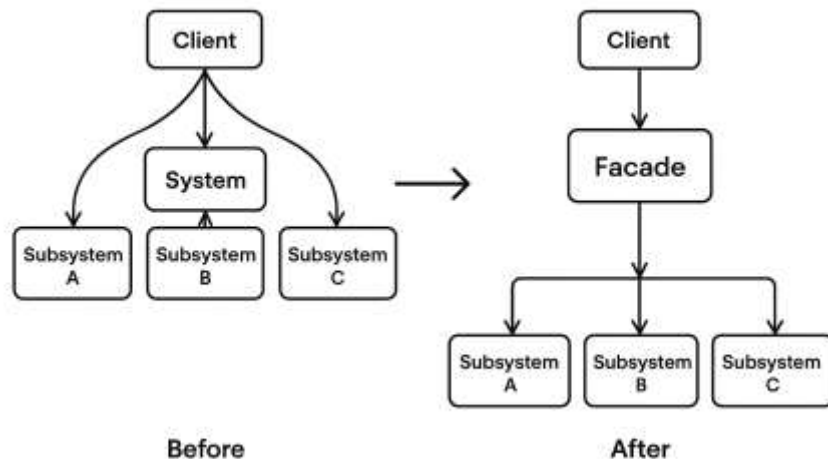 Client
System
Subsystem
A
Subsystem
B
Subsystem
C
Before
Client
Facade
Subsystem
A
Subsystem
B
Subsystem
C
After